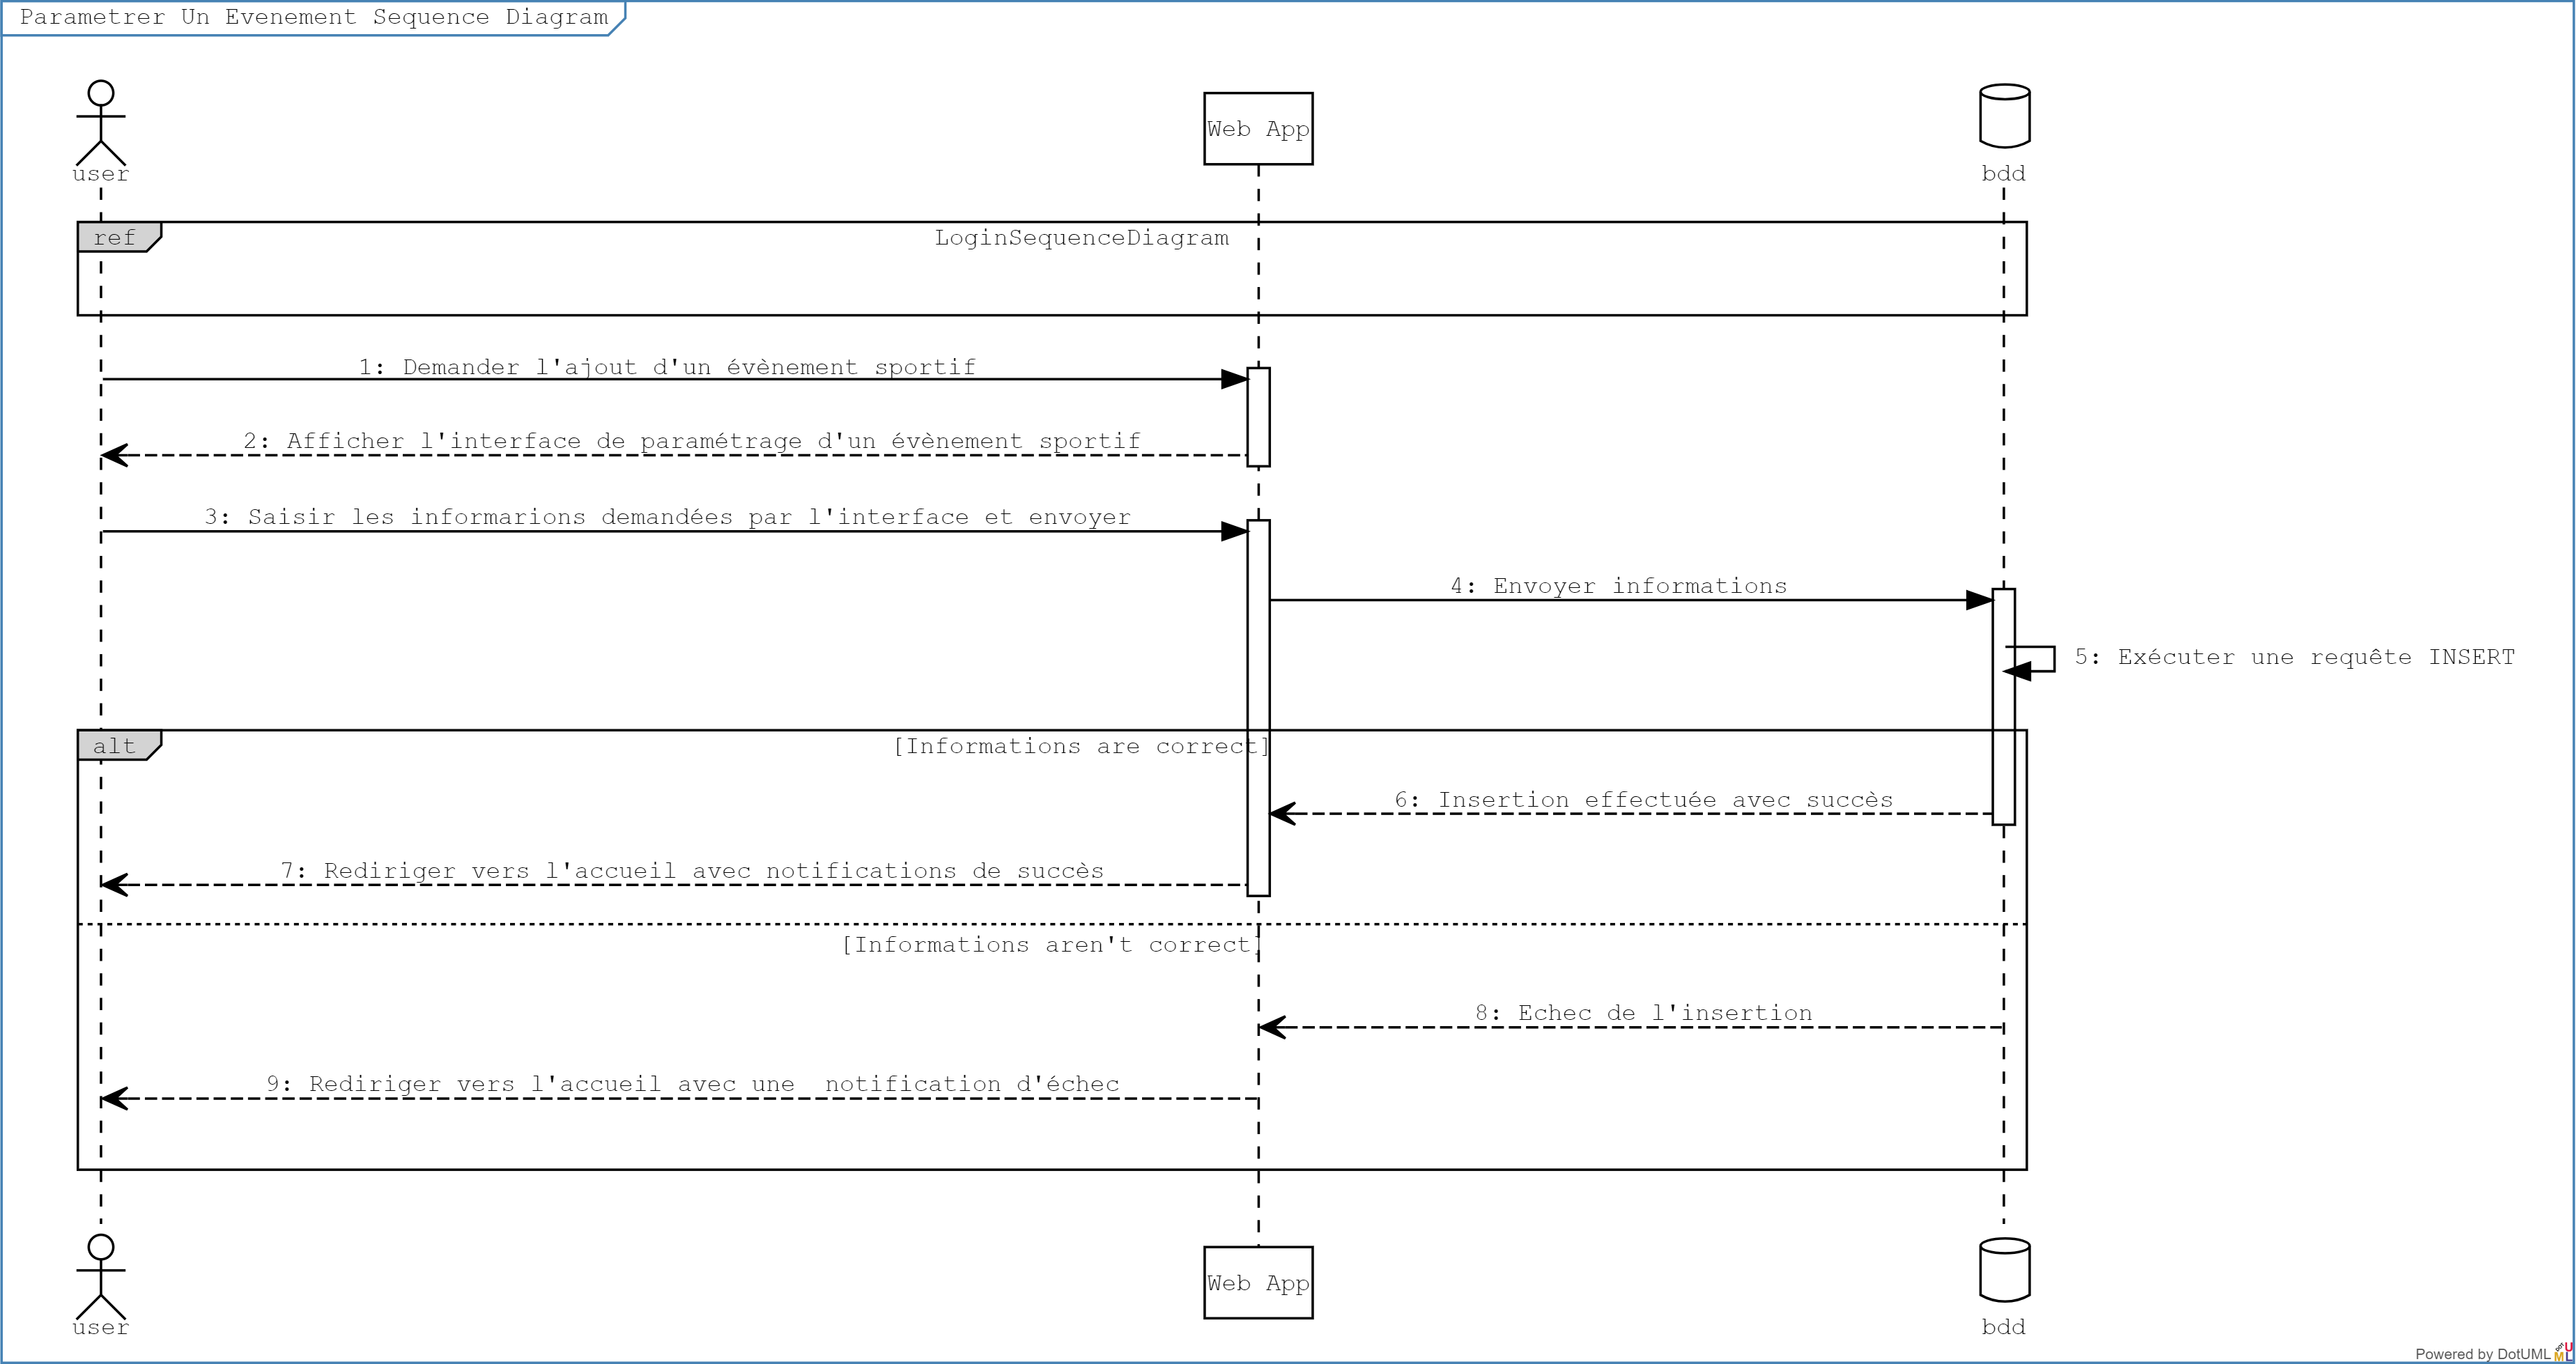 Parametrer Un Evenement Sequence Diagram
user
Web App
bdd
ref
LoginSequenceDiagram
1: Demander l'ajout d'un évènement sportif
2: Afficher l'interface de paramétrage d'un évènement sportif
3: Saisir les informarions demandées par l'interface et envoyer
4: Envoyer informations
5: Exécuter une requête INSERT
alt
[Informations are correct]
6: Insertion effectuée avec succès
7: Rediriger vers l'accueil avec notifications de succès
[Informations aren't correct]
8: Echec de l'insertion
9: Rediriger vers l'accueil avec une  notification d'échec
user
Web App
bdd
Powered by DotUML